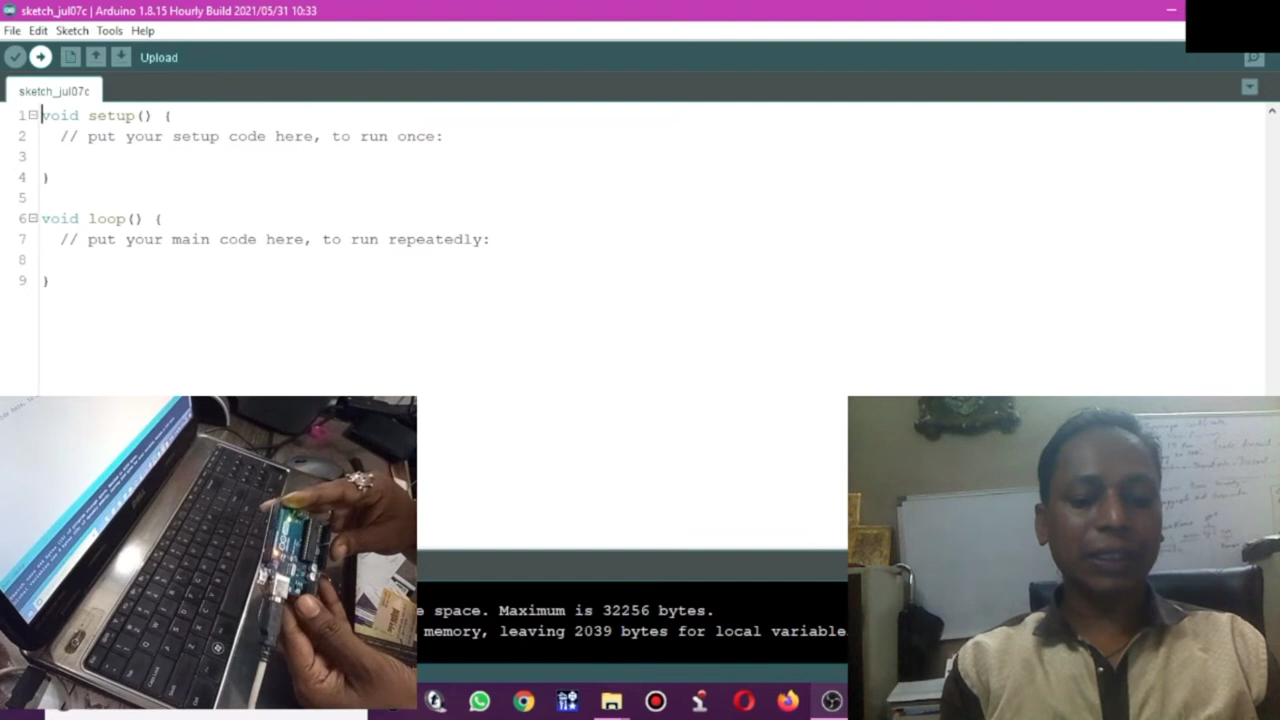 sketch_jul07c | Arduino 1.8.15 Hourly Build 2021/05/31 10:33
File Edit Sketch Tools Help
Upload
sketch_jul07c
1 void setup() {
2 // put your setup code here, to run once:
3
4 }
5
6 void loop() {
7 // put your main code here, to run repeatedly:
8
9 }
e space. Maximum is 32256 bytes.
memory, leaving 2039 bytes for local variable